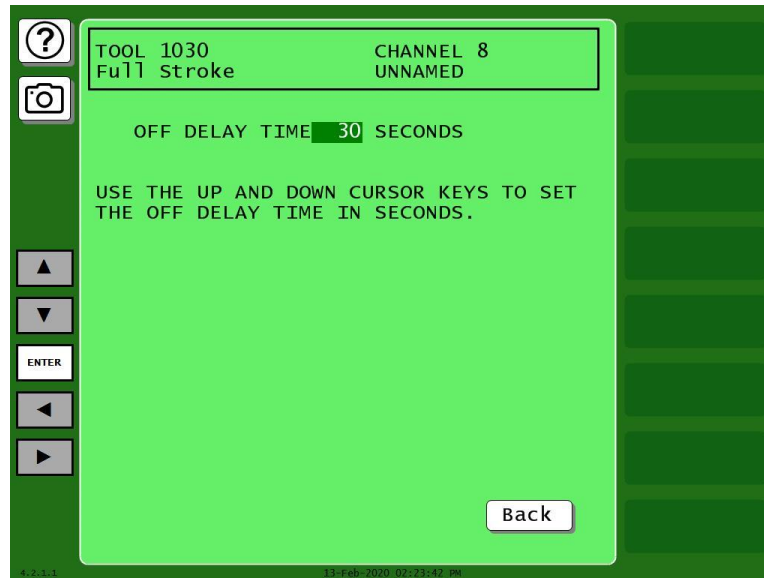 ?
TOOL 1030 CHANNEL 8
Full Stroke UNNAMED
OFF DELAY TIME 30 SECONDS
USE THE UP AND DOWN CURSOR KEYS TO SET
THE OFF DELAY TIME IN SECONDS.
ENTER
Back
4.2.1.1 13-Feb-2020 02:23:42 PM